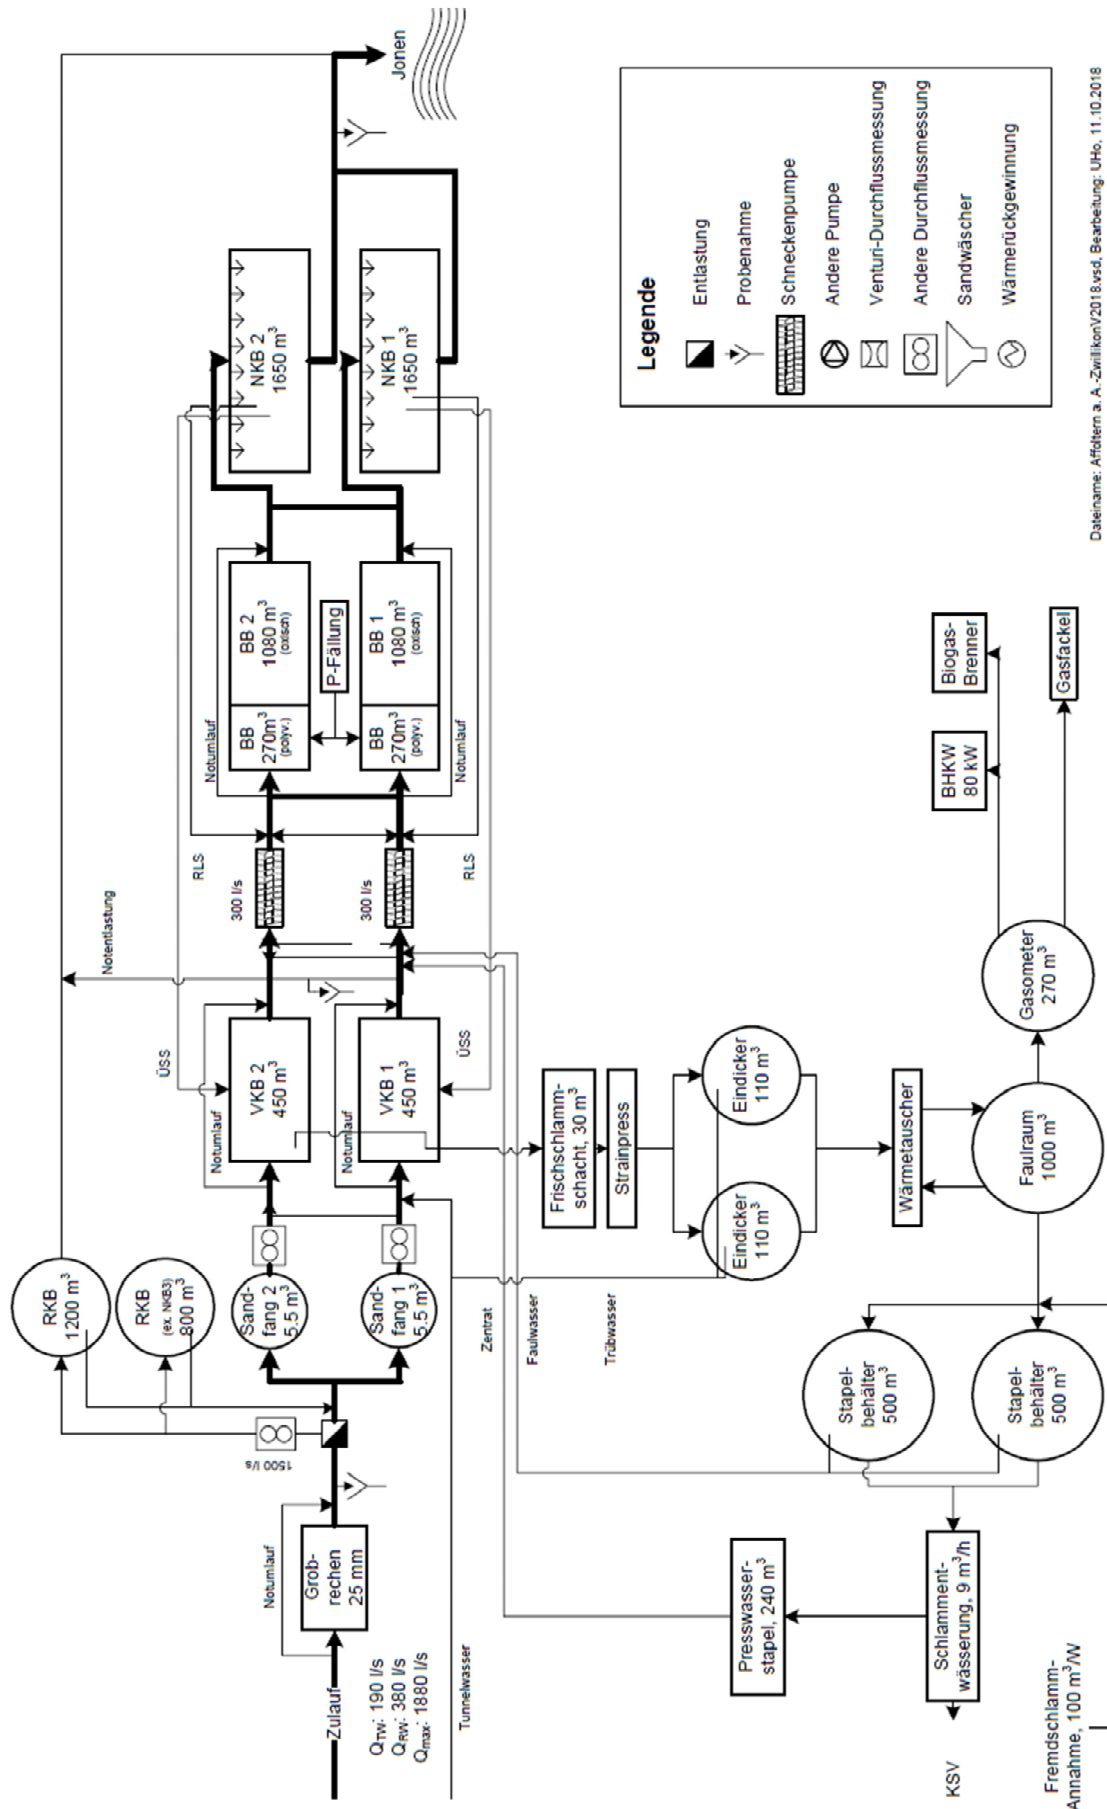 Zulauf
Q_TW: 190 l/s
Q_RW: 380 l/s
Q_max: 1880 l/s
Tunnelwasser
Notumlauf
Grob-
rechen
25 mm
1500 l/s
RKB
1200 m³
RKB
(ex. NKB3)
800 m³
Sand-
fang 2
5.5 m³
Sand-
fang 1
5.5 m³
Notumlauf
VKB 2
450 m³
Notumlauf
VKB 1
450 m³
ÜSS
ÜSS
Notentlastung
300 l/s
300 l/s
RLS
RLS
Notumlauf
BB
270m³
(polyv.)
BB 2
1080 m³
(oxisch)
P-Fällung
BB
270m³
(polyv.)
BB 1
1080 m³
(oxisch)
Notumlauf
NKB 2
1650 m³
NKB 1
1650 m³
Jonen
Zentrat
Faulwasser
Trübwasser
Frischschlamm-
schacht, 30 m³
Strainpress
Eindicker
110 m³
Eindicker
110 m³
Wärmetauscher
Faulraum
1000 m³
Gasometer
270 m³
BHKW
80 kW
Biogas-
Brenner
Gasfackel
Stapel-
behälter
500 m³
Stapel-
behälter
500 m³
Presswasser-
stapel, 240 m³
Schlamment-
wässerung, 9 m³/h
KSV
Fremdschlamm-
Annahme, 100 m³/W
Legende
Entlastung
Probenahme
Schneckenpumpe
Andere Pumpe
Venturi-Durchflussmessung
Andere Durchflussmessung
Sandwäscher
Wärmerückgewinnung
Dateiname: Affoltern a. A.-ZwillikonV2018.vsd, Bearbeitung: UHo, 11.10.2018